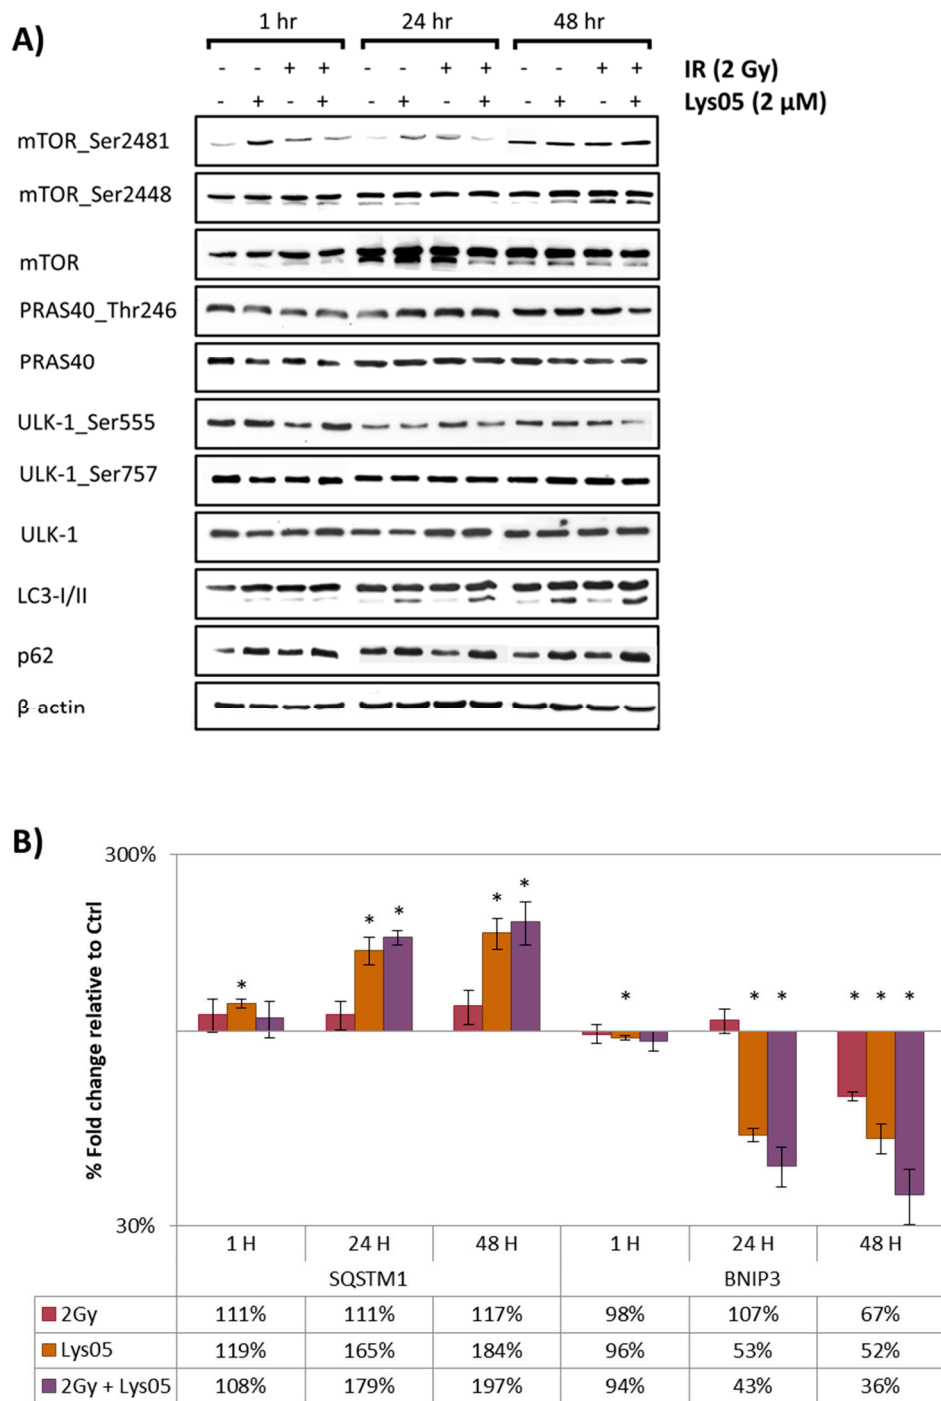 A)
1 hr 24 hr 48 hr
- - + + - - + + - - + + IR (2 Gy)
- + - + - + - + - + - + Lys05 (2 µM)
mTOR_Ser2481
mTOR_Ser2448
mTOR
PRAS40_Thr246
PRAS40
ULK-1_Ser555
ULK-1_Ser757
ULK-1
LC3-I/II
p62
β-actin
B)
% Fold change relative to Ctrl
300%
* * * * * * * * * * * *
30%
1 H 24 H 48 H 1 H 24 H 48 H
SQSTM1 BNIP3
2Gy 111% 111% 117% 98% 107% 67%
Lys05 119% 165% 184% 96% 53% 52%
2Gy + Lys05 108% 179% 197% 94% 43% 36%